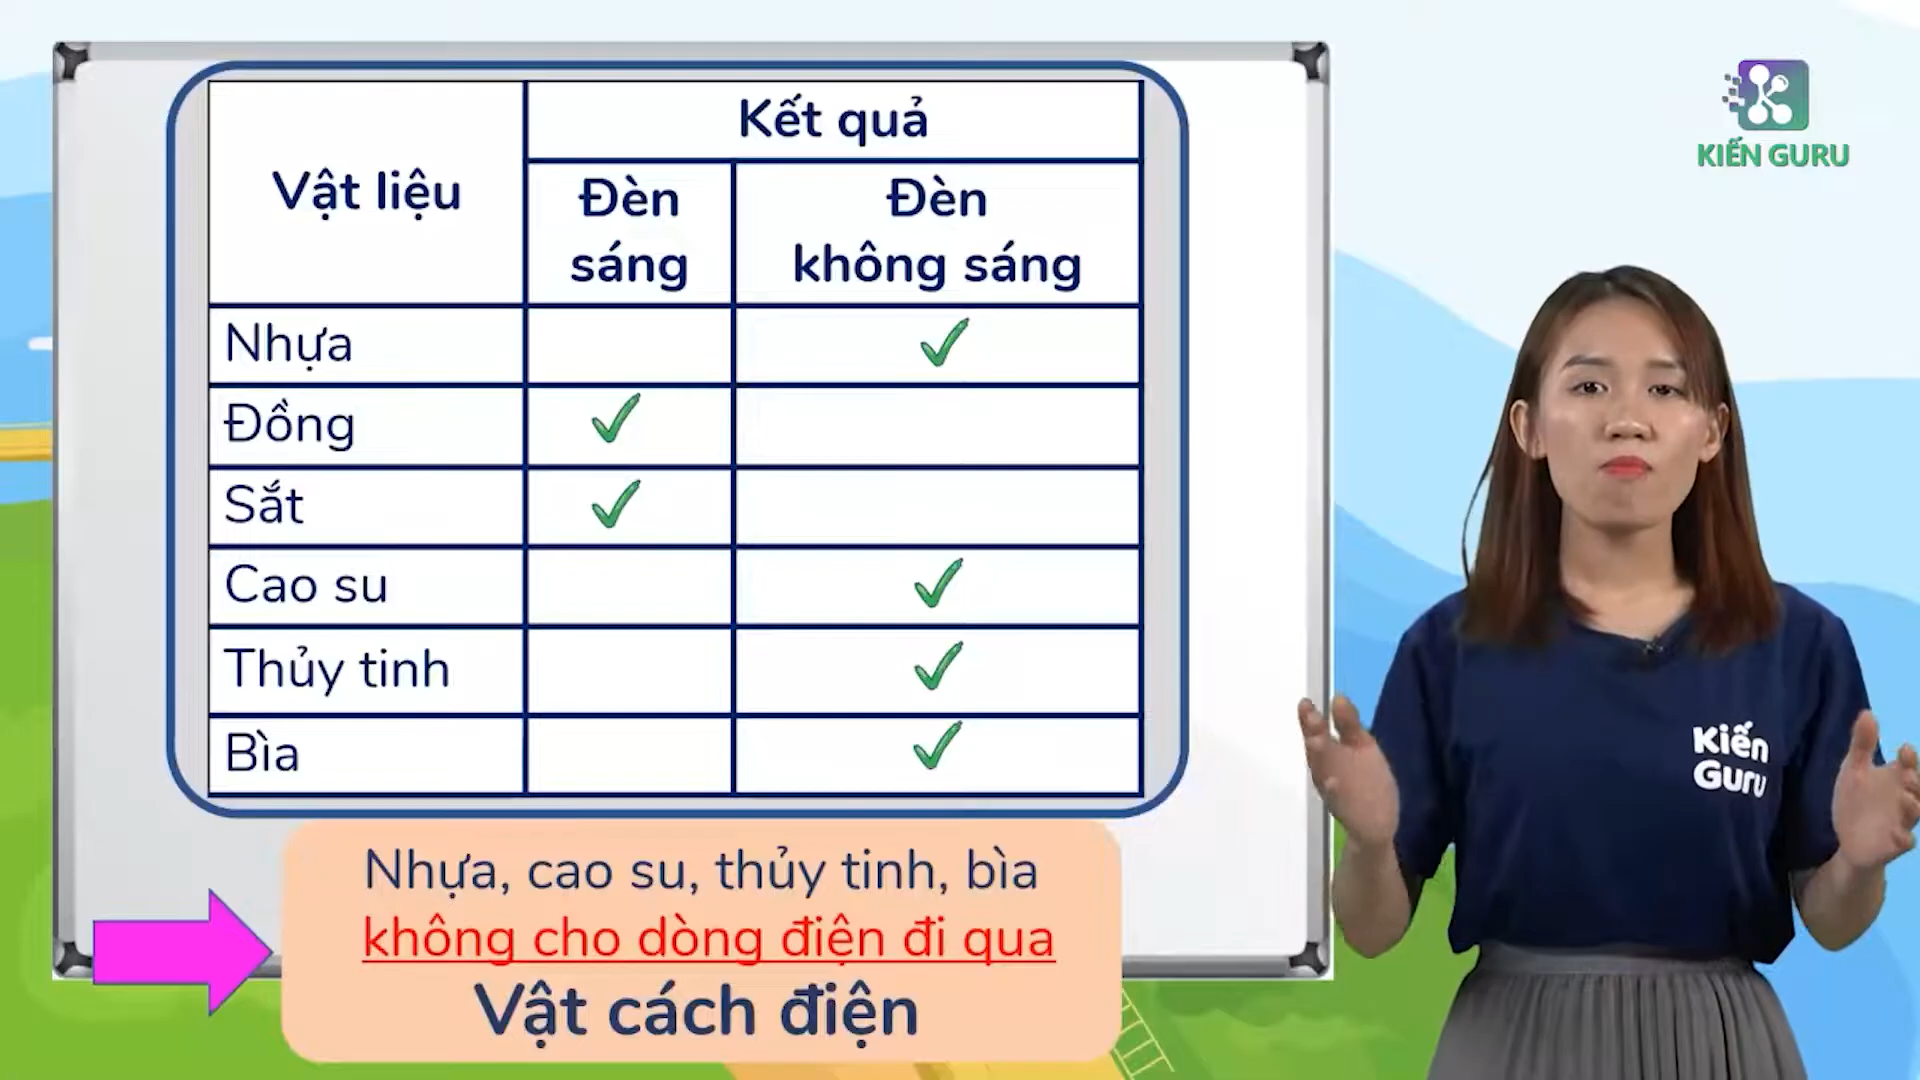 Vật liệu
Kết quả
Đèn
sáng
Đèn
không sáng
Nhựa
Đồng
Sắt
Cao su
Thủy tinh
Bìa
Nhựa, cao su, thủy tinh, bìa
không cho dòng điện đi qua
Vật cách điện
KIẾN GURU
Kiến
Guru